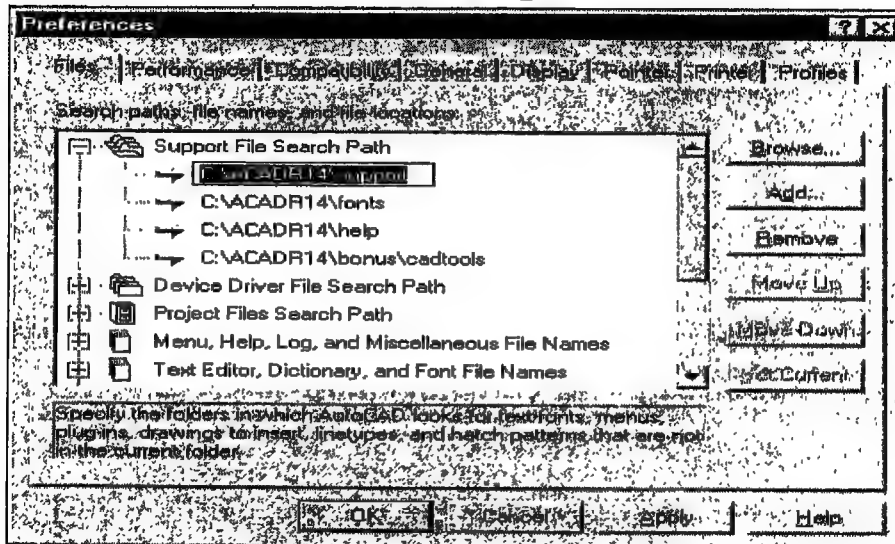 Preferences
Files Performance Compatibility General Display Pointer Printer Profiles
Search paths, file names, and file locations:
Support File Search Path
C:\ACADR14\support
C:\ACADR14\fonts
C:\ACADR14\help
C:\ACADR14\bonus\cadtools
Device Driver File Search Path
Project Files Search Path
Menu, Help, Log, and Miscellaneous File Names
Text Editor, Dictionary, and Font File Names
Browse...
Add...
Remove
Move Up
Move Down
Set Current
Specify the folders in which AutoCAD looks for text fonts, menus,
plug-ins, drawings to insert, linetypes, and hatch patterns that are not
in the current folder.
OK Cancel Apply Help